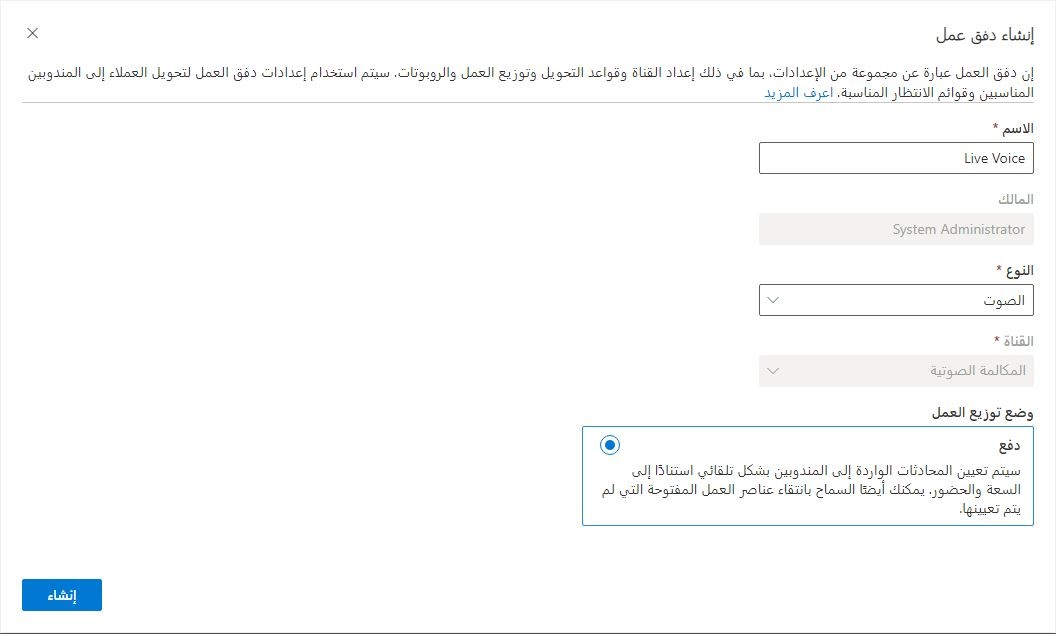 إنشاء دفق عمل
إن دفق العمل عبارة عن مجموعة من الإعدادات، بما في ذلك إعداد القناة وقواعد التحويل وتوزيع العمل والروبوتات. سيتم استخدام إعدادات دفق العمل لتحويل العملاء إلى المندوبين
المناسبين وقوائم الانتظار المناسبة. اعرف المزيد
الاسم *
Live Voice
المالك
System Administrator
النوع *
الصوت
القناة *
المكالمة الصوتية
وضع توزيع العمل
دفع
سيتم تعيين المحادثات الواردة إلى المندوبين بشكل تلقائي استنادًا إلى
السعة والحضور. يمكنك أيضًا السماح بانتقاء عناصر العمل المفتوحة التي لم
يتم تعيينها.
إنشاء